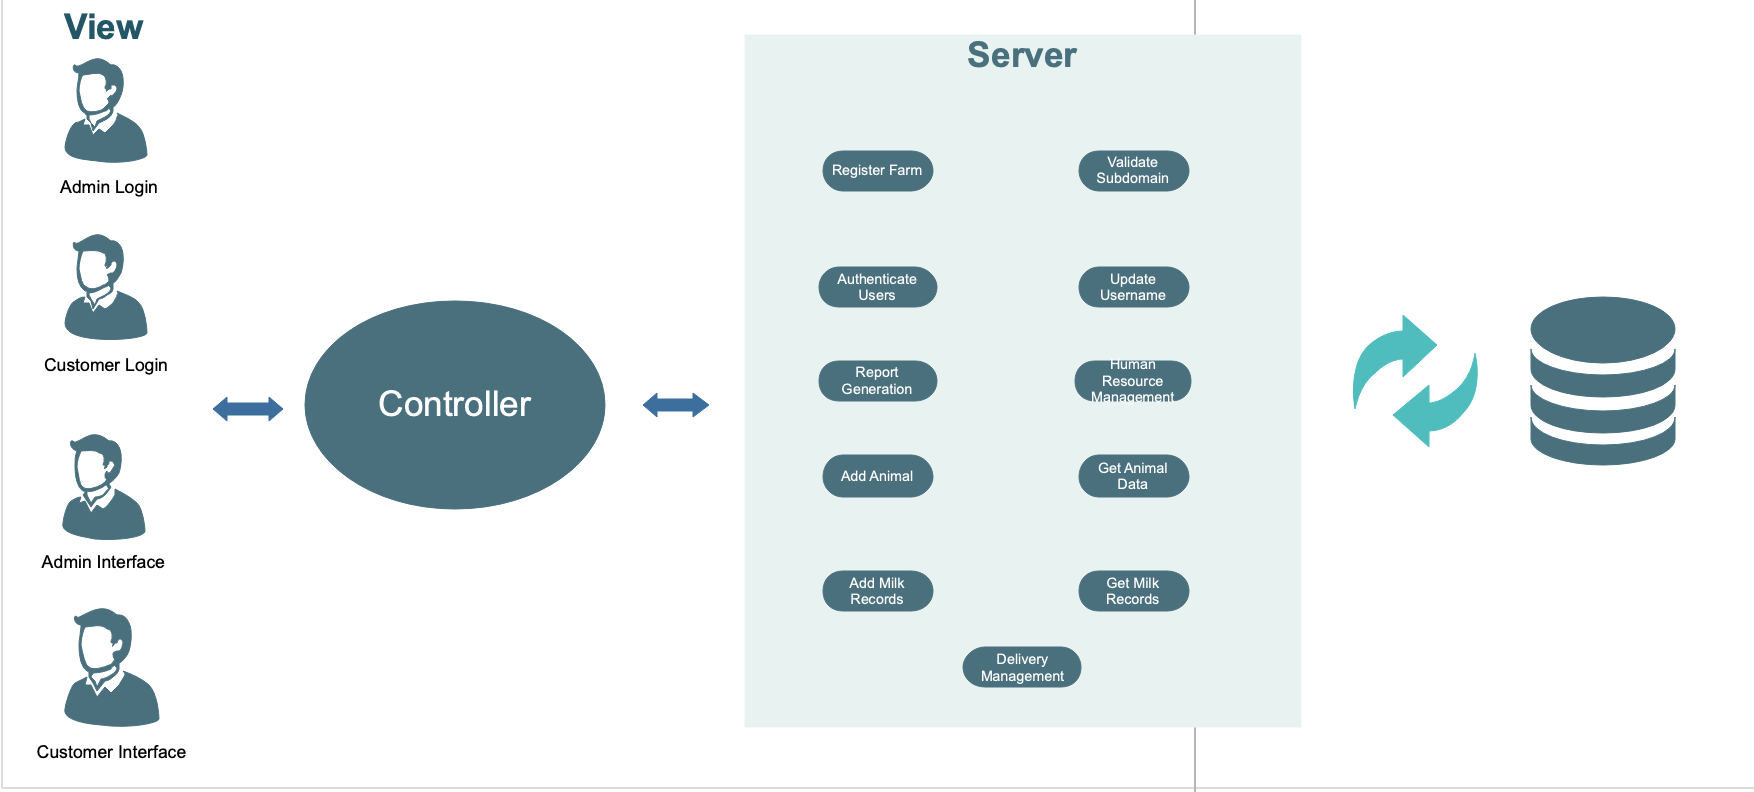 View
Admin Login
Customer Login
Admin Interface
Customer Interface
Controller
Server
Register Farm
Validate
Subdomain
Authenticate
Users
Update
Username
Report
Generation
Human
Resource
Management
Add Animal
Get Animal
Data
Add Milk
Records
Get Milk
Records
Delivery
Management